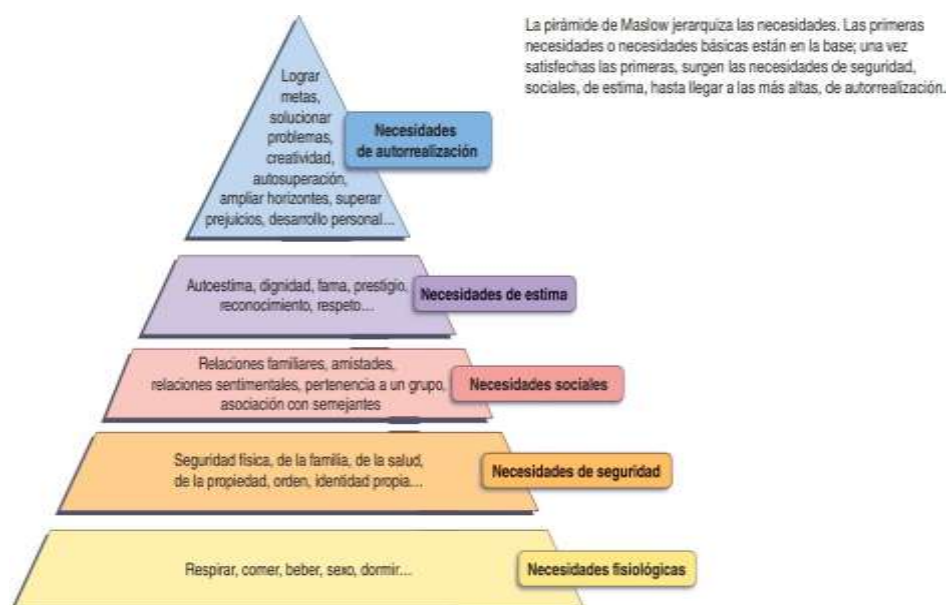 La pirámide de Maslow jerarquiza las necesidades. Las primeras
necesidades o necesidades básicas están en la base; una vez
satisfechas las primeras, surgen las necesidades de seguridad,
sociales, de estima, hasta llegar a las más altas, de autorrealización.
Lograr
metas,
solucionar
problemas,
creatividad,
autosuperación,
ampliar horizontes, superar
prejuicios, desarrollo personal…
Necesidades
de autorrealización
Autoestima, dignidad, fama, prestigio,
reconocimiento, respeto…
Necesidades de estima
Relaciones familiares, amistades,
relaciones sentimentales, pertenencia a un grupo,
asociación con semejantes
Necesidades sociales
Seguridad física, de la familia, de la salud,
de la propiedad, orden, identidad propia…
Necesidades de seguridad
Respirar, comer, beber, sexo, dormir…
Necesidades fisiológicas